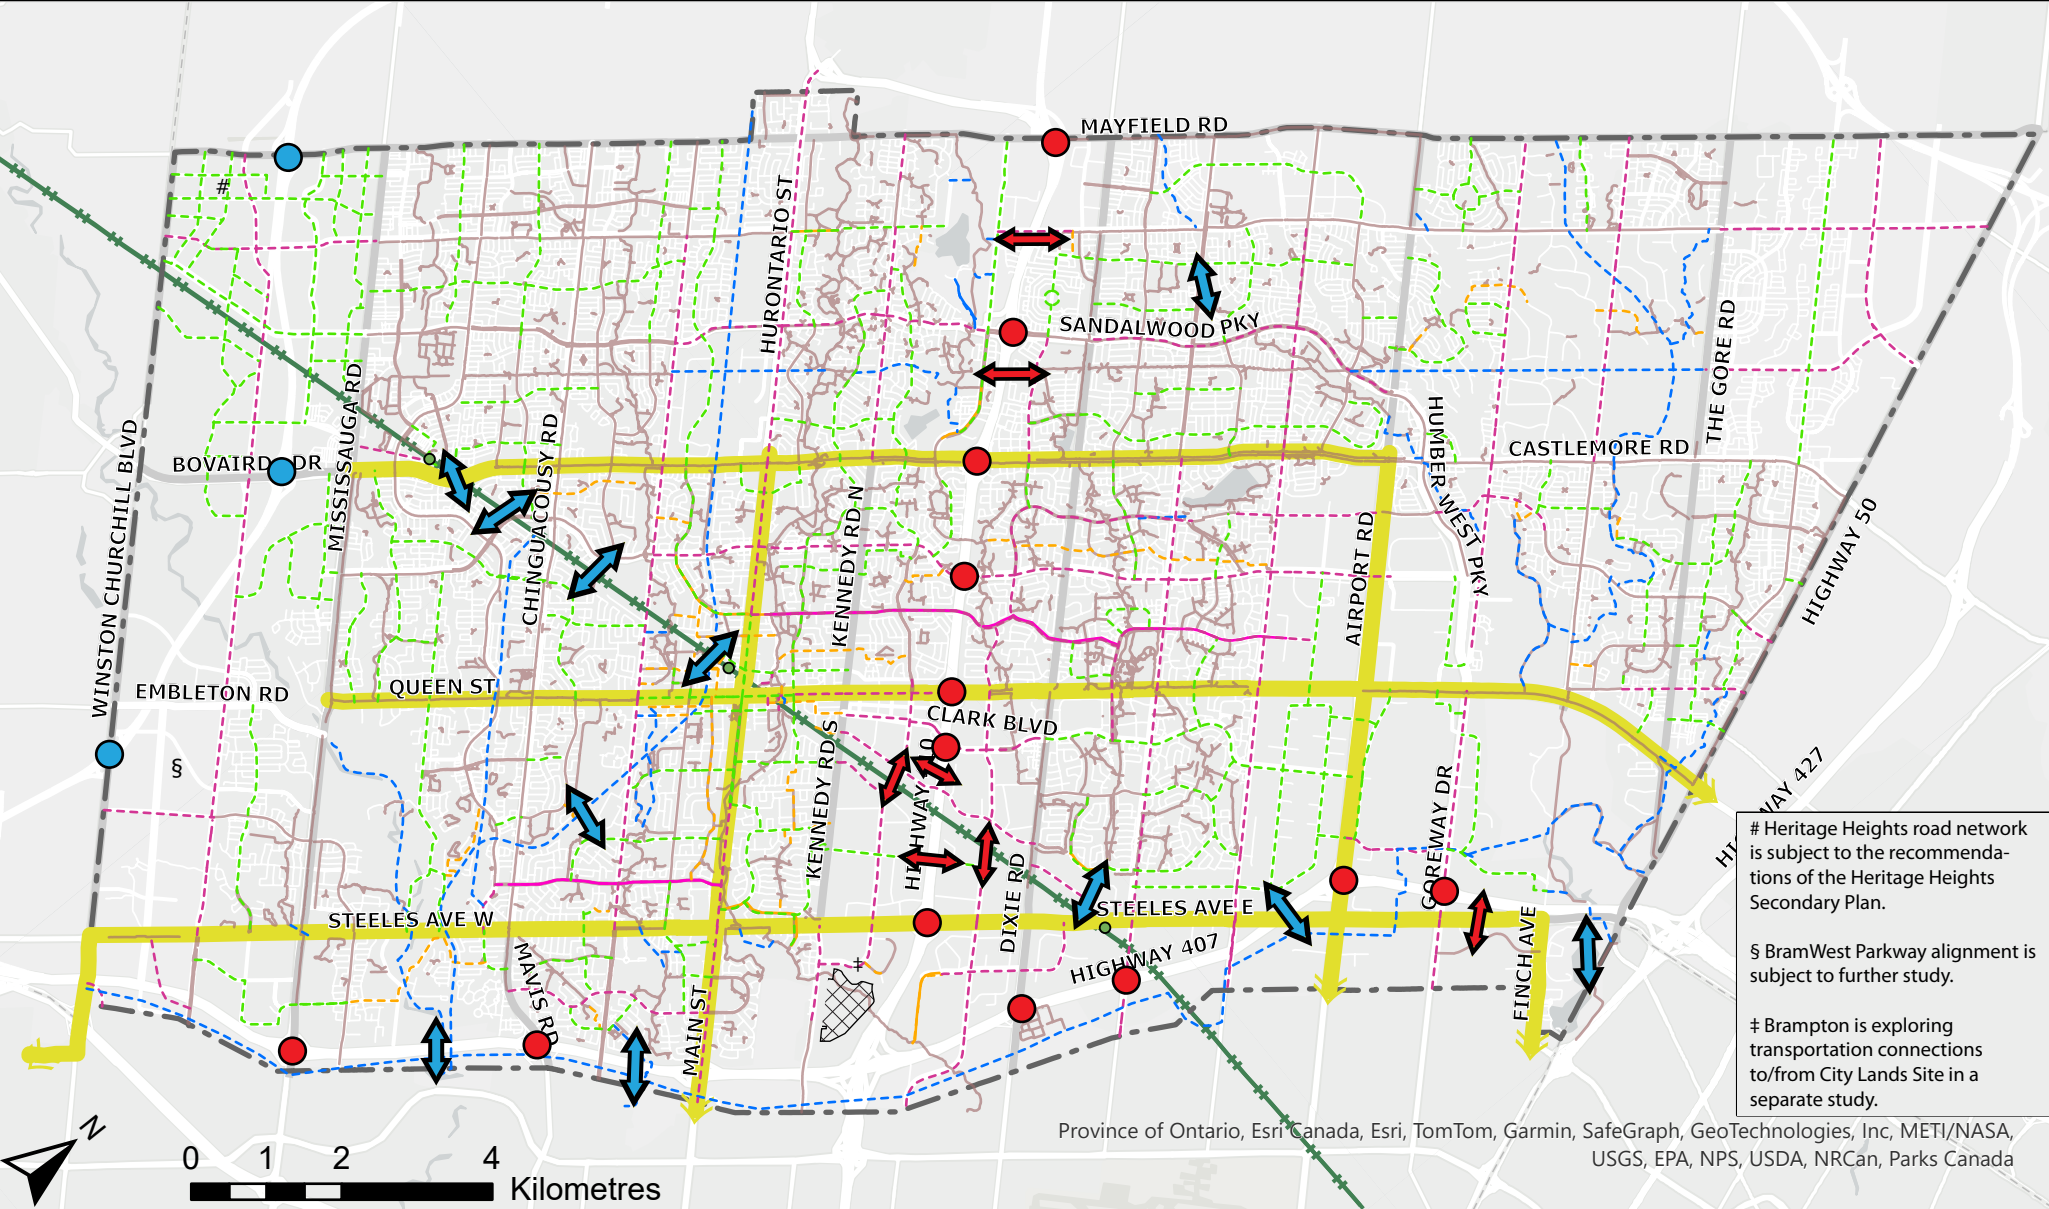 MAYFIELD RD
#
HURONTARIO ST
SANDALWOOD PKY
THE GORE RD
MISSISSAUGA RD
CHINGUACOUSY RD
HUMBER WEST PKY
CASTLEMORE RD
BOVAIRD DR
WINSTON CHURCHILL BLVD
KENNEDY RD N
AIRPORT RD
HIGHWAY 50
EMBLETON RD
QUEEN ST
CLARK BLVD
§
KENNEDY RD S
HIGHWAY
GOREWAY DR
STEELES AVE W
DIXIE RD
STEELES AVE E
FINCH AVE
MAVIS RD
HIGHWAY 407
‡
MAIN ST
# Heritage Heights road network
is subject to the recommenda-
tions of the Heritage Heights
Secondary Plan.
§ BramWest Parkway alignment is
subject to further study.
‡ Brampton is exploring
transportation connections
to/from City Lands Site in a
separate study.
N
0 1 2 4
Kilometres
Province of Ontario, Esri Canada, Esri, TomTom, Garmin, SafeGraph, GeoTechnologies, Inc, METI/NASA,
USGS, EPA, NPS, USDA, NRCan, Parks Canada